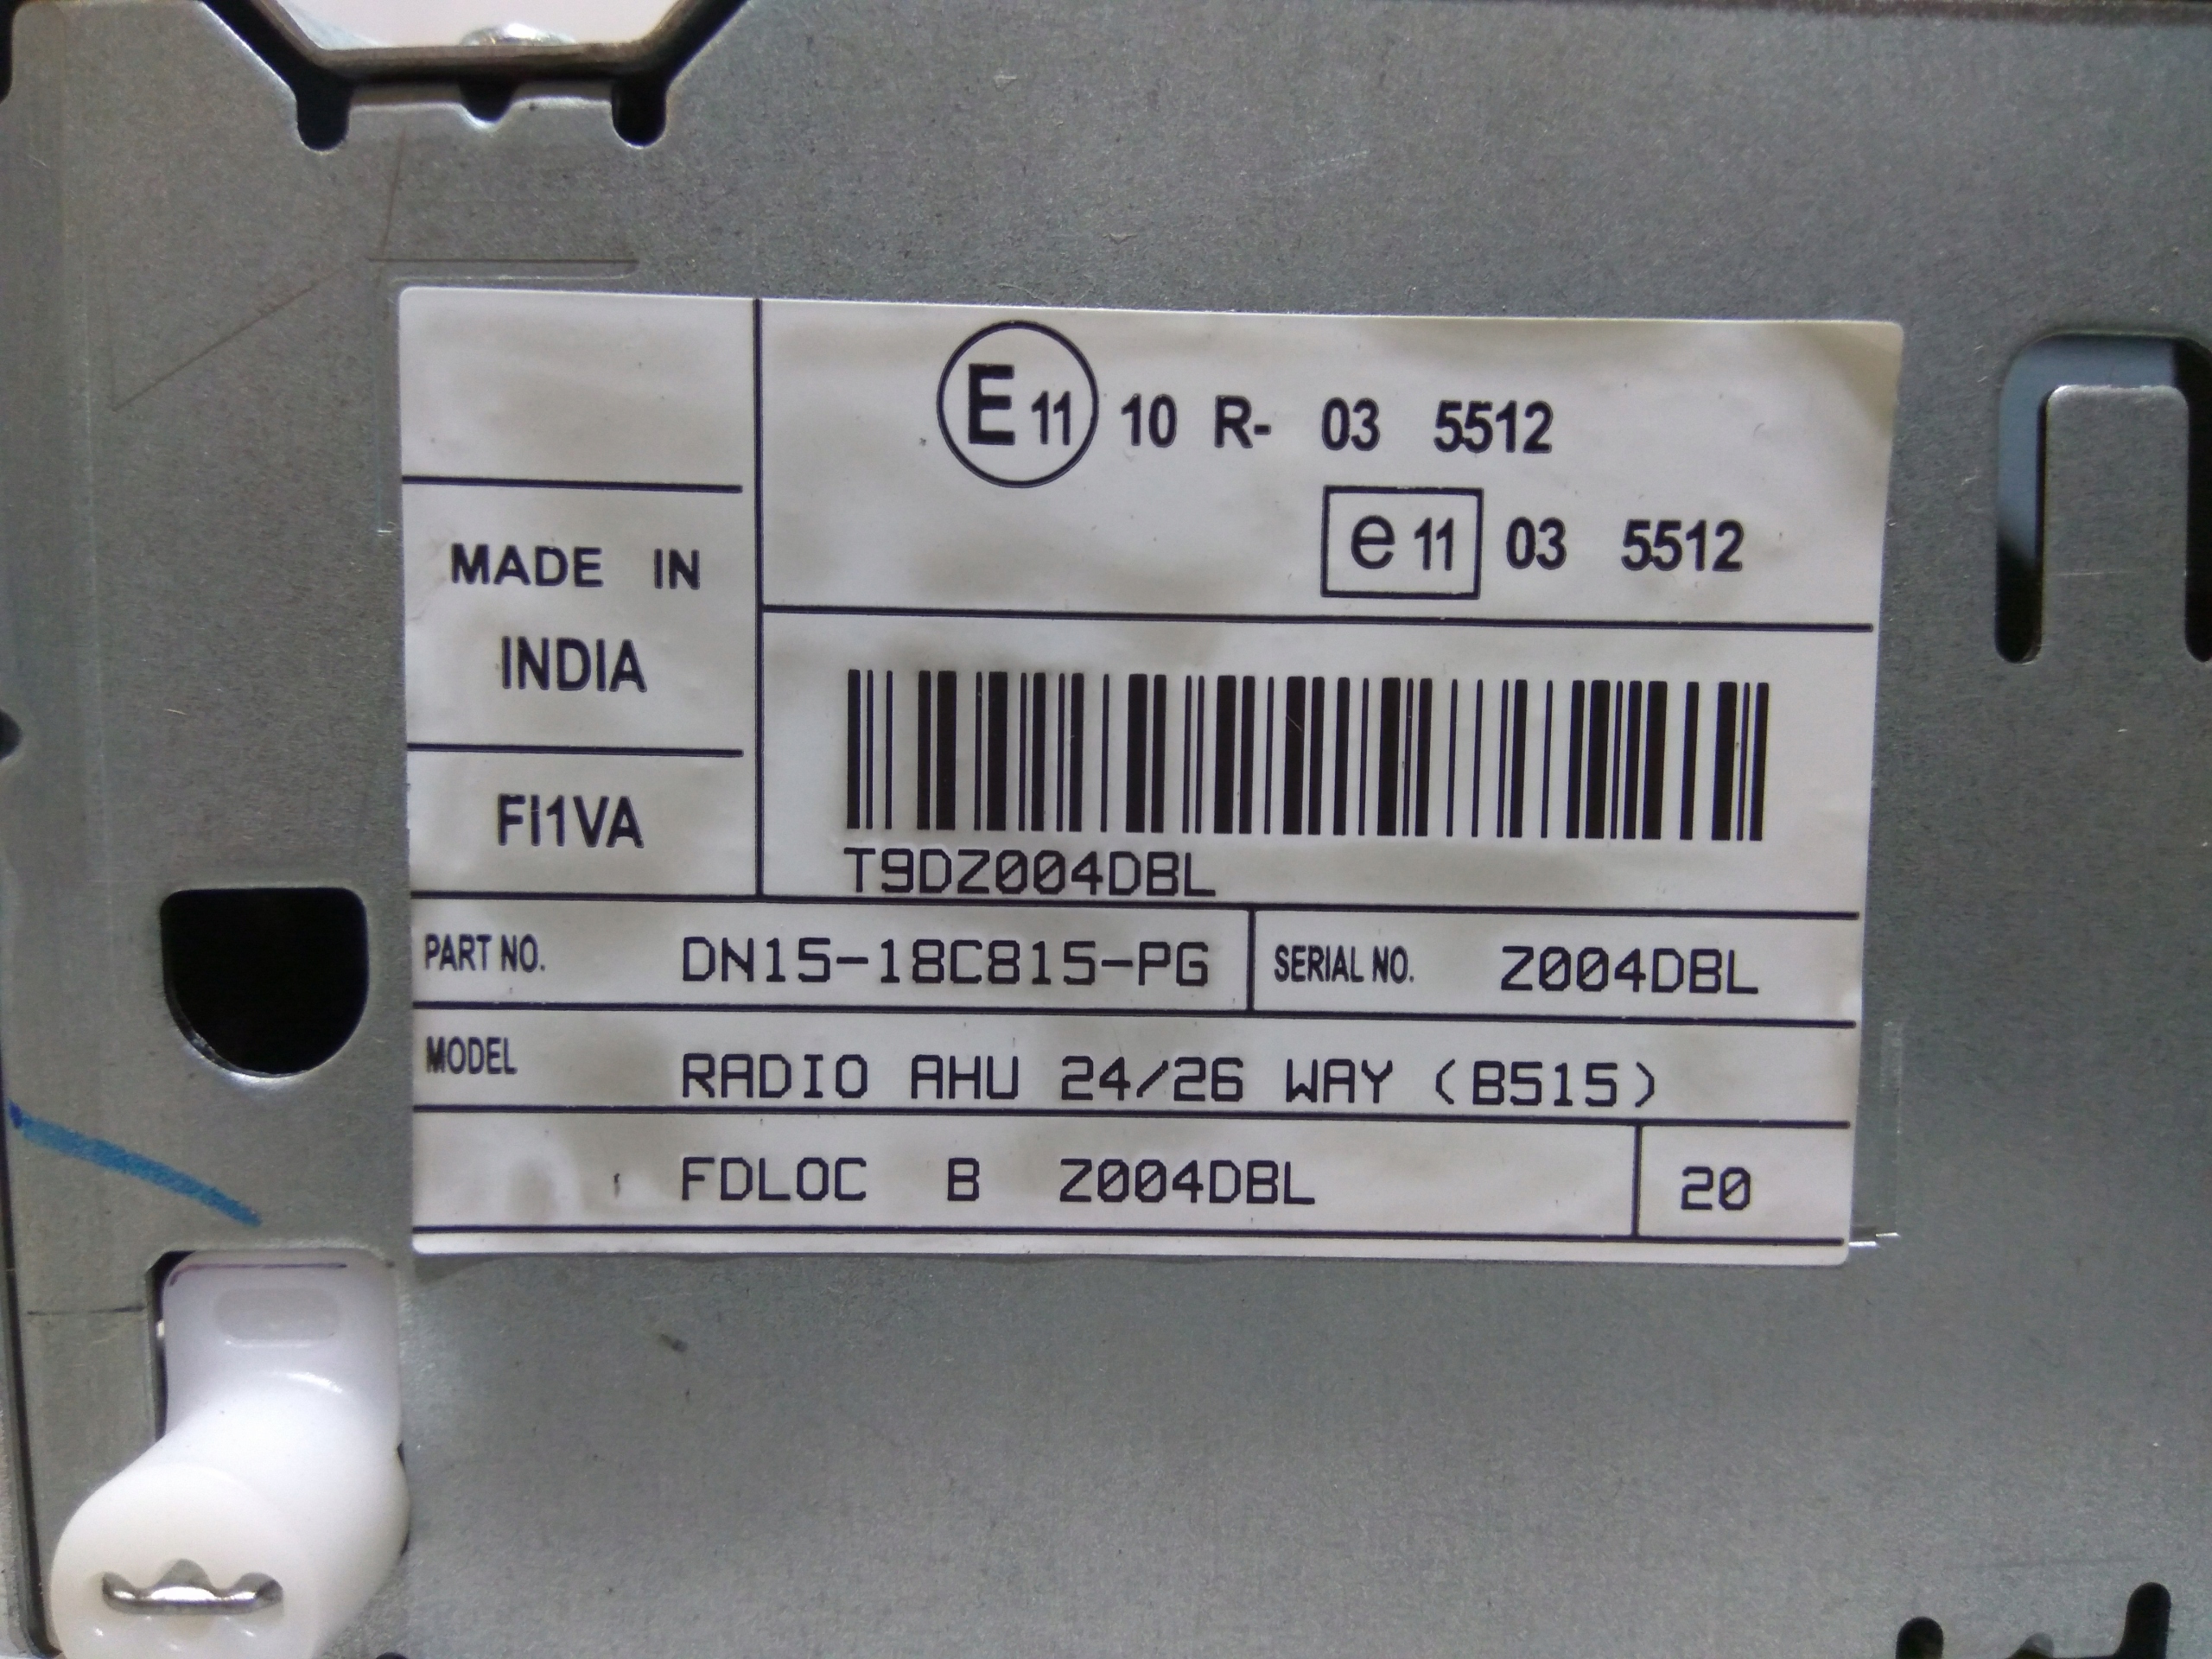 E11 10 R- 03 5512
e11 03 5512
MADE IN
INDIA
FI1VA
T9DZ004DBL
PART NO. DN15-18C815-PG SERIAL NO. Z004DBL
MODEL RADIO AHU 24/26 WAY (B515)
FDLOC B Z004DBL 20